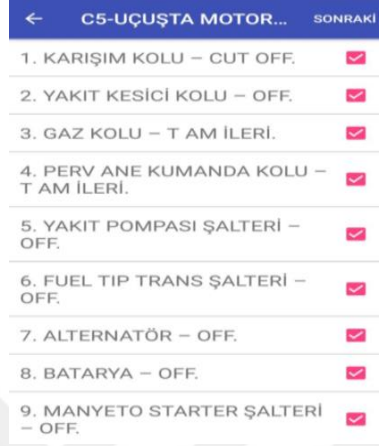 C5-UÇUŞTA MOTOR... SONRAKİ
1. KARIŞIM KOLU – CUT OFF.
2. YAKIT KESİCİ KOLU – OFF.
3. GAZ KOLU – T AM İLERİ.
4. PERV ANE KUMANDA KOLU –
T AM İLERİ.
5. YAKIT POMPASI ŞALTERİ –
OFF.
6. FUEL TIP TRANS ŞALTERİ –
OFF.
7. ALTERNATÖR – OFF.
8. BATARYA – OFF.
9. MANYETO STARTER ŞALTERİ
– OFF.